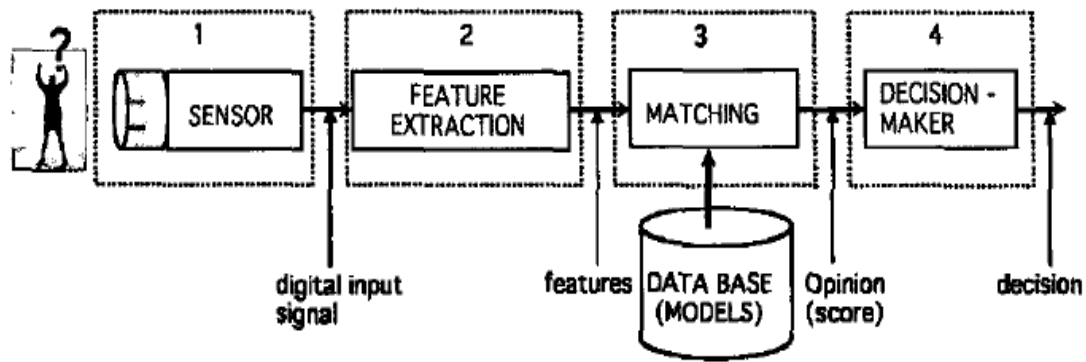 ?
1
2
3
4
SENSOR
FEATURE
EXTRACTION
MATCHING
DECISION -
MAKER
digital input
signal
features
DATA BASE
(MODELS)
Opinion
(score)
decision